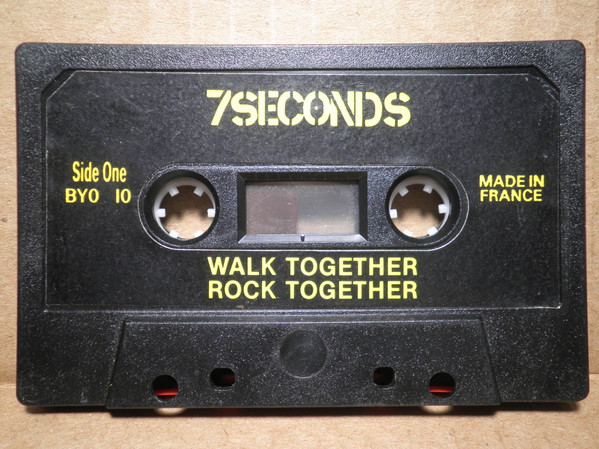 7SECONDS
Side One
BYO 10
MADE IN
FRANCE
WALK TOGETHER
ROCK TOGETHER